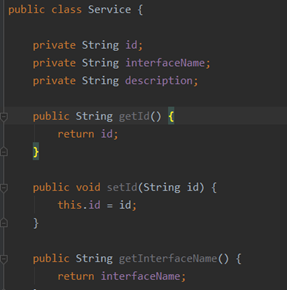 public class Service {
private String id;
private String interfaceName;
private String description;
public String getId() {
return id;
}
public void setId(String id) {
this.id = id;
}
public String getInterfaceName() {
return interfaceName;